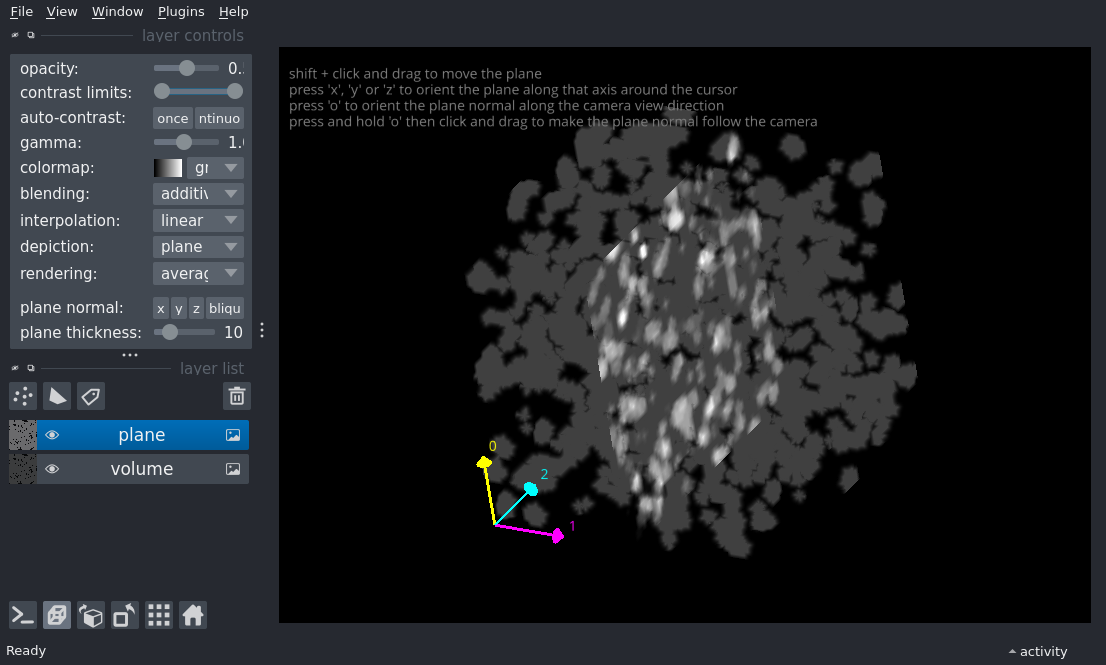 File View Window Plugins Help
layer controls
opacity: 0.
contrast limits:
auto-contrast: once ntinuo
gamma: 1.
colormap: gr
blending: additiv
interpolation: linear
depiction: plane
rendering: averag
plane normal: x y z bliqu
plane thickness: 10
layer list
plane
volume
Ready
shift + click and drag to move the plane
press 'x', 'y' or 'z' to orient the plane along that axis around the cursor
press 'o' to orient the plane normal along the camera view direction
press and hold 'o' then click and drag to make the plane normal follow the camera
0
2
1
activity